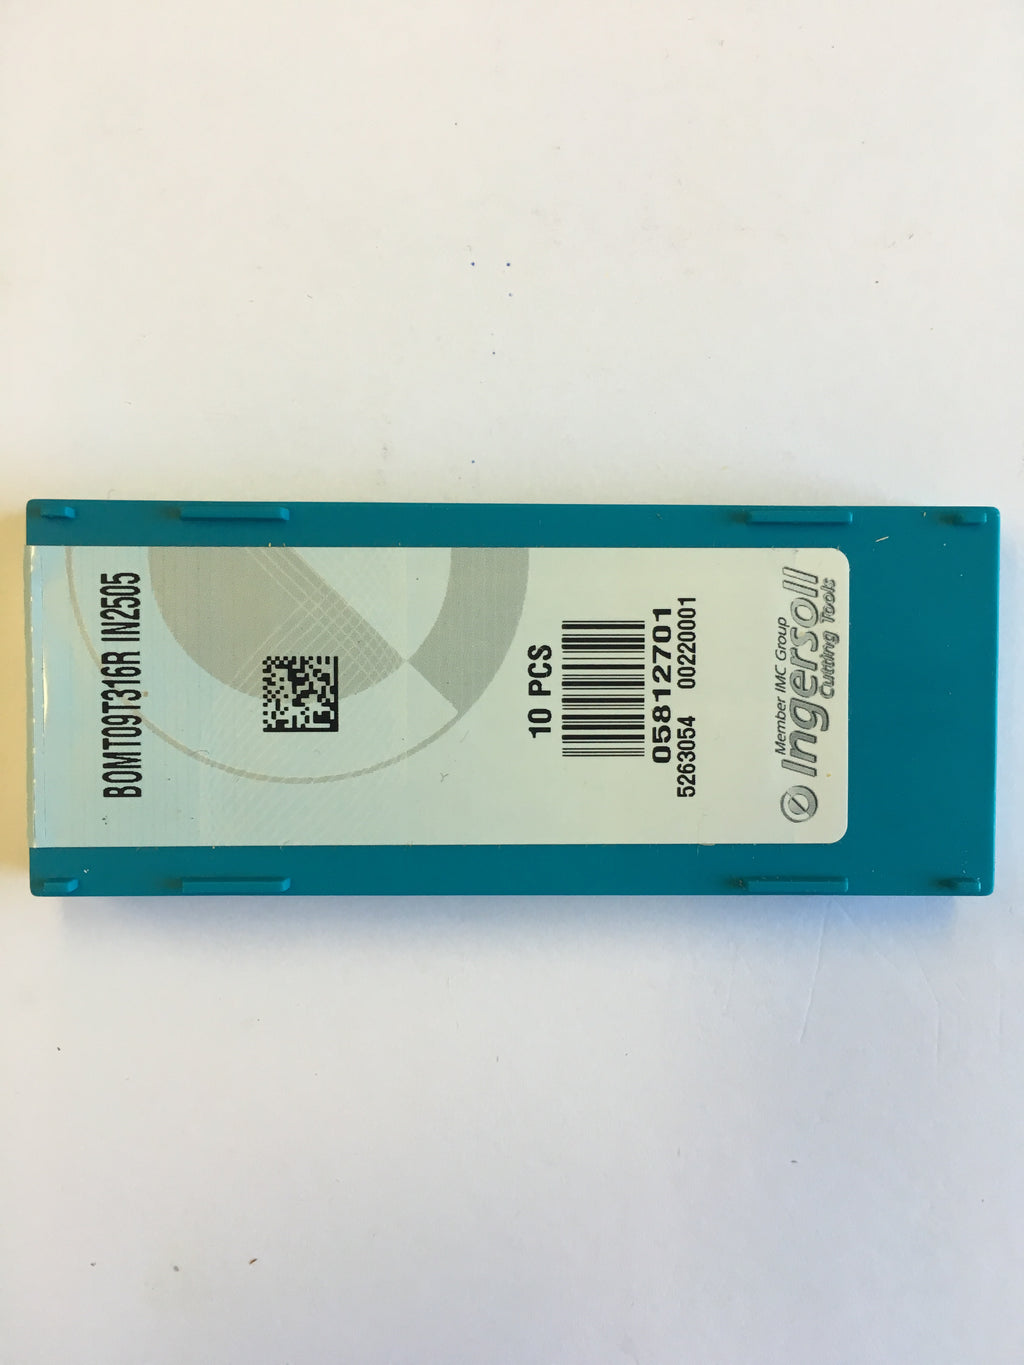 BOMT09T316R IN2505
10 PCS
05812701
5263054 00220001
Member IMC Group
Ingersoll
Cutting Tools